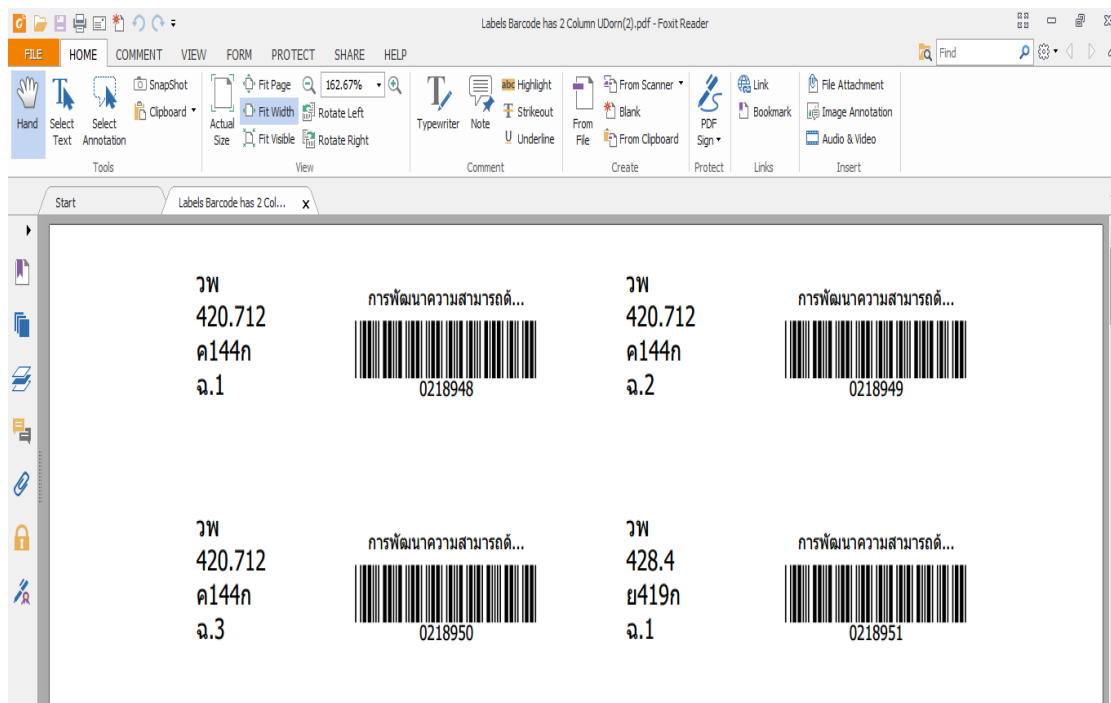 Labels Barcode has 2 Column UDorn(2).pdf - Foxit Reader
FILE HOME COMMENT VIEW FORM PROTECT SHARE HELP
Find
Hand
Select Text
Select Annotation
SnapShot
Clipboard
Tools
Actual Size
Fit Page
Fit Width
Fit Visible
162.67%
Rotate Left
Rotate Right
View
Typewriter
Note
abc Highlight
T Strikeout
U Underline
Comment
From File
From Scanner
Blank
From Clipboard
Create
PDF Sign
Protect
Link
Bookmark
Links
File Attachment
Image Annotation
Audio & Video
Insert
Start
Labels Barcode has 2 Col... x
วพ
420.712
ค144ก
ฉ.1
การพัฒนาความสามารถด้...
0218948
วพ
420.712
ค144ก
ฉ.2
การพัฒนาความสามารถด้...
0218949
วพ
420.712
ค144ก
ฉ.3
การพัฒนาความสามารถด้...
0218950
วพ
428.4
ย419ก
ฉ.1
การพัฒนาความสามารถด้...
0218951